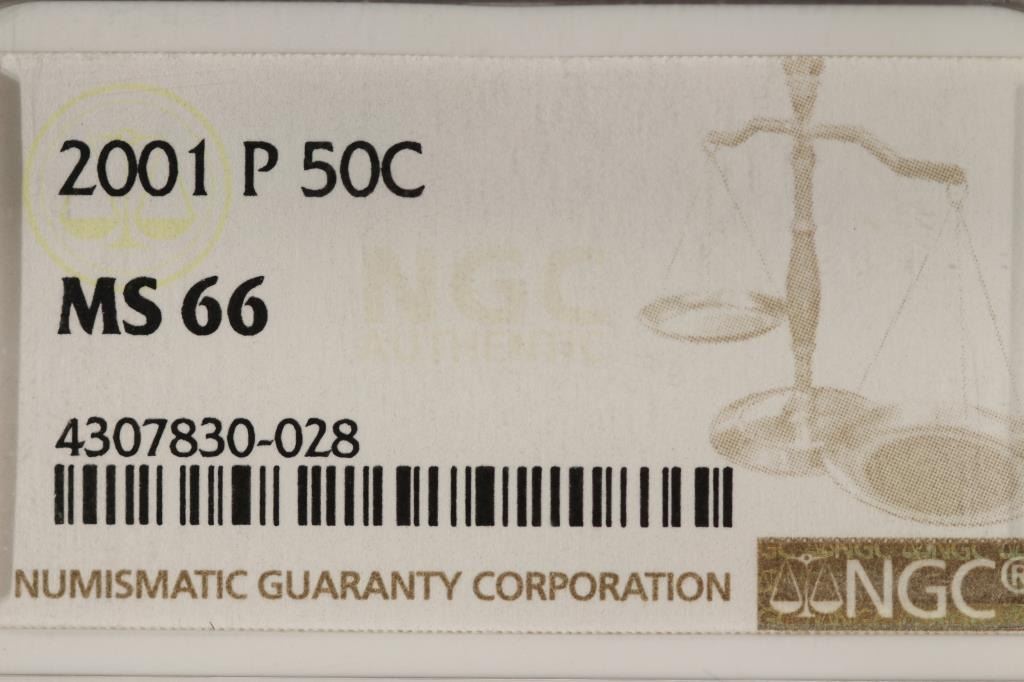 2001 P 50C
NGC
AUTHENTIC
MS 66
4307830-028
NUMISMATIC GUARANTY CORPORATION
NGC®